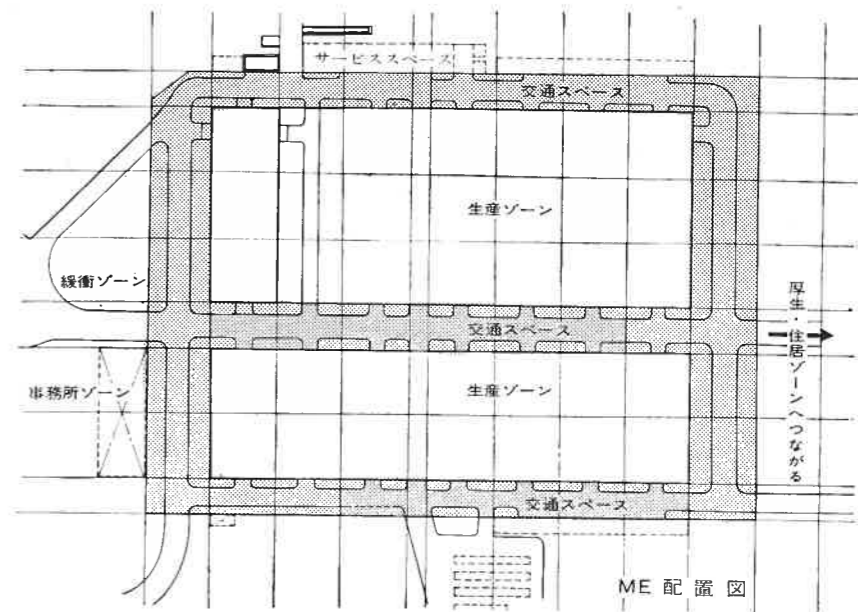 サービススペース
交通スペース
生産ゾーン
緩衝ゾーン
交通スペース
厚生・住居ゾーンへつながる
事務所ゾーン
生産ゾーン
交通スペース
ME配置図